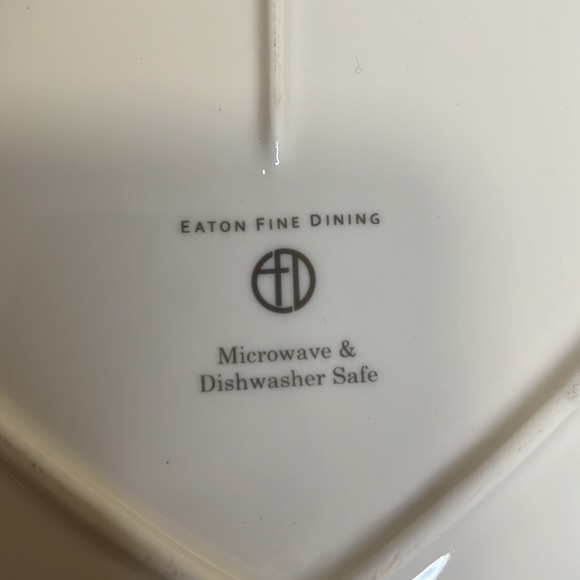 EATON FINE DINING
EFD
Microwave &
Dishwasher Safe